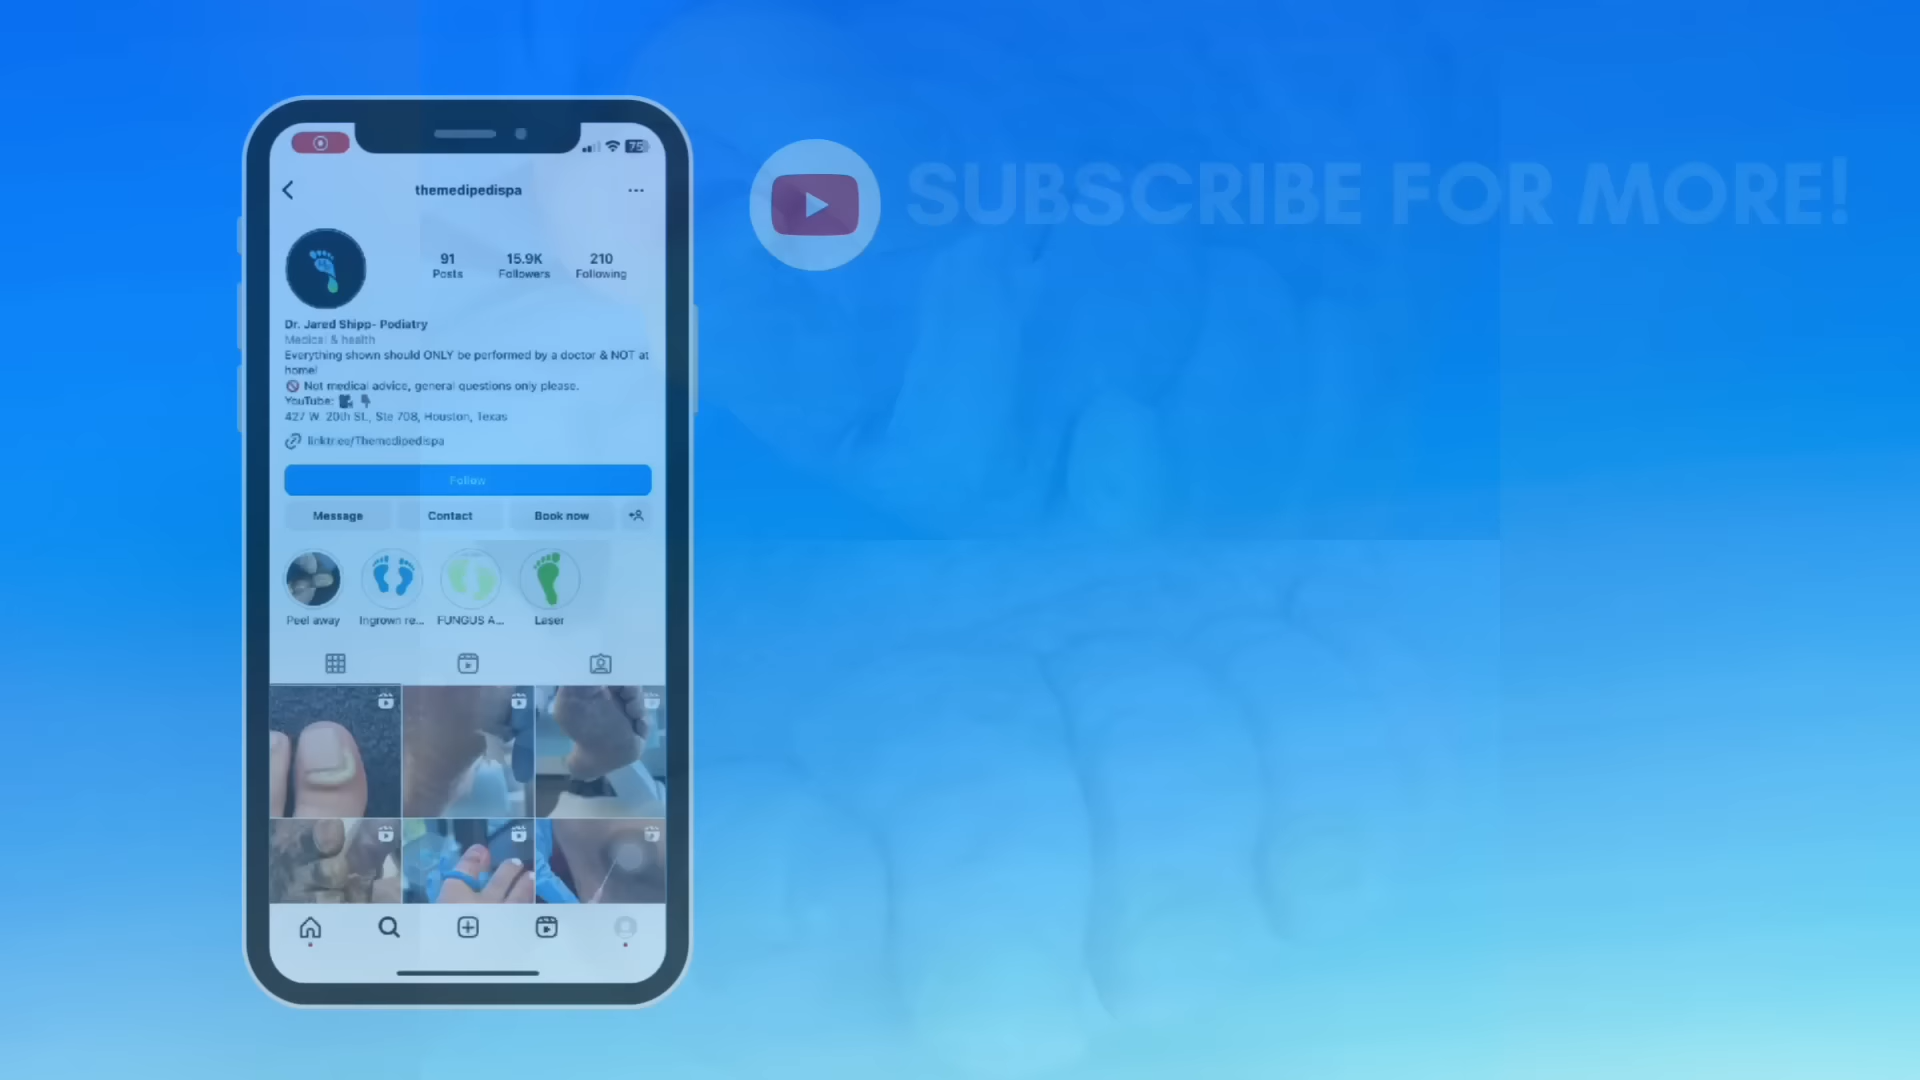 75
themedipedispa
SUBSCRIBE FOR MORE!
91 15.9K 210
Posts Followers Following
Dr. Jared Shipp- Podiatry
Medical & health
Everything shown should ONLY be performed by a doctor & NOT at
home!
🚫 Not medical advice, general questions only please.
YouTube:
427 W. 20th St., Ste 708, Houston, Texas
linktr.ee/Themedipedispa
Follow
Message Contact Book now
Peel away Ingrown re... FUNGUS A... Laser